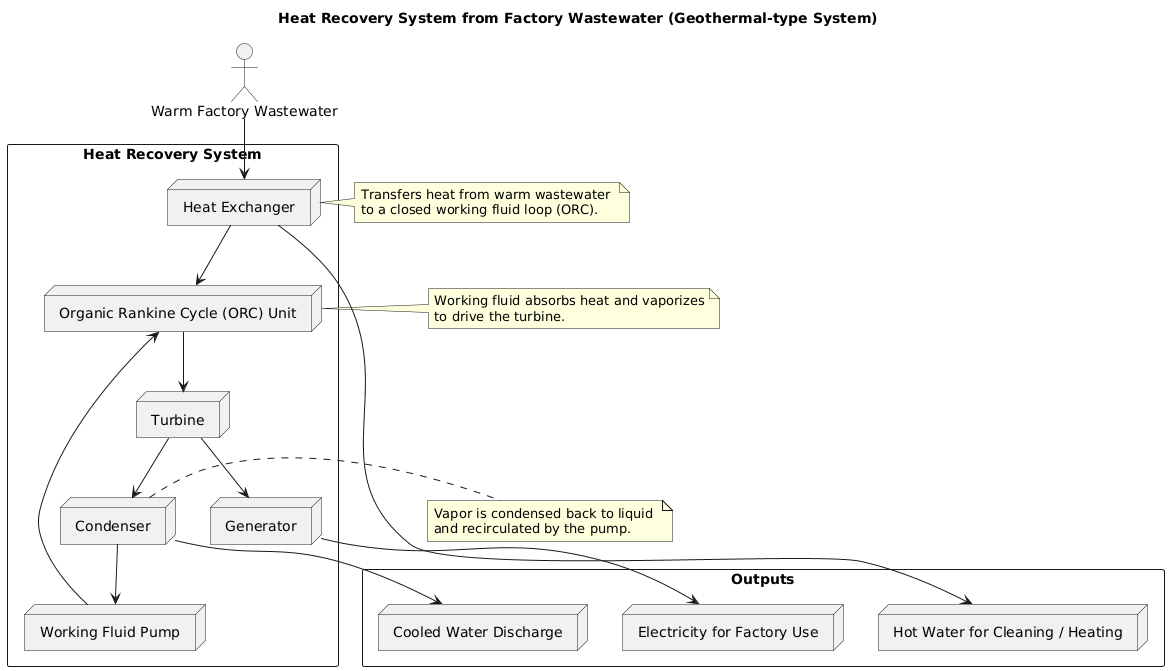 Heat Recovery System from Factory Wastewater (Geothermal-type System)
Warm Factory Wastewater
Heat Recovery System
Heat Exchanger
Transfers heat from warm wastewater
to a closed working fluid loop (ORC).
Organic Rankine Cycle (ORC) Unit
Working fluid absorbs heat and vaporizes
to drive the turbine.
Turbine
Condenser
Generator
Vapor is condensed back to liquid
and recirculated by the pump.
Outputs
Working Fluid Pump
Cooled Water Discharge
Electricity for Factory Use
Hot Water for Cleaning / Heating